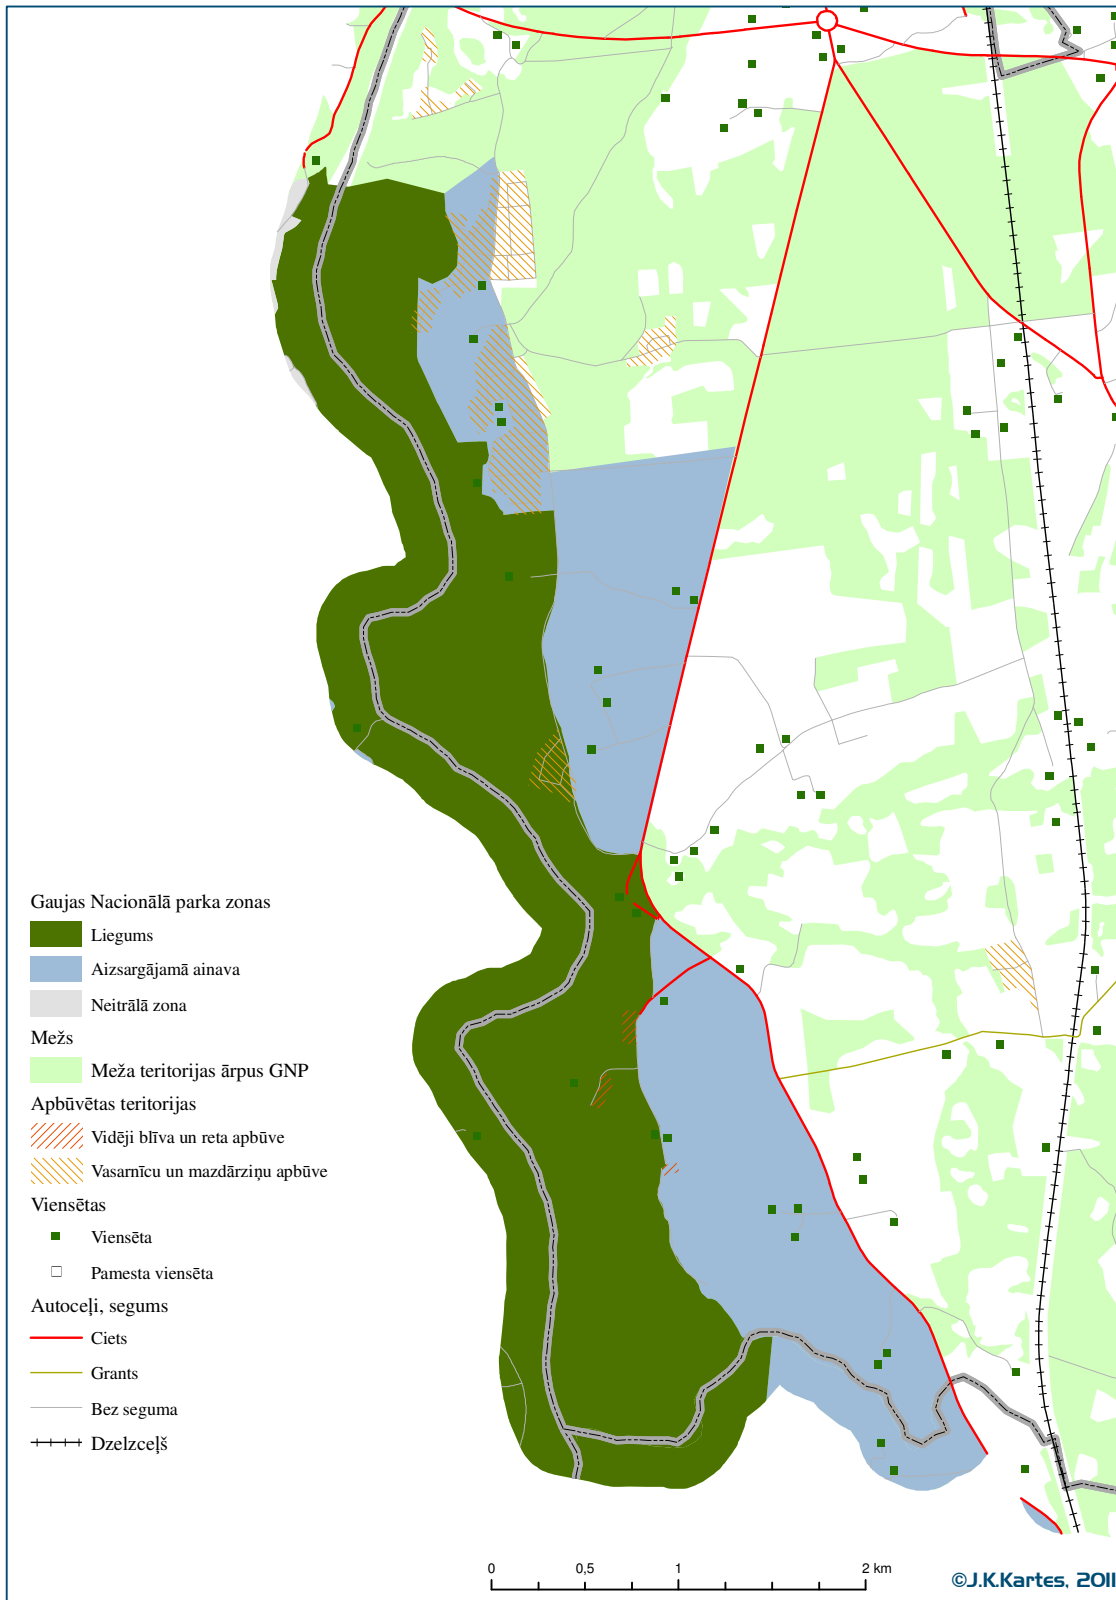 Gaujas Nacionālā parka zonas
Liegums
Aizsargājamā ainava
Neitrālā zona
Mežs
Meža teritorijas ārpus GNP
Apbūvētas teritorijas
Vidēji blīva un reta apbūve
Vasarnīcu un mazdārziņu apbūve
Viensētas
Viensēta
Pamesta viensēta
Autoceļi, segums
Ciets
Grants
Bez seguma
Dzelzceļš
0 0,5 1 2 km
©J.K.Kartes, 2011